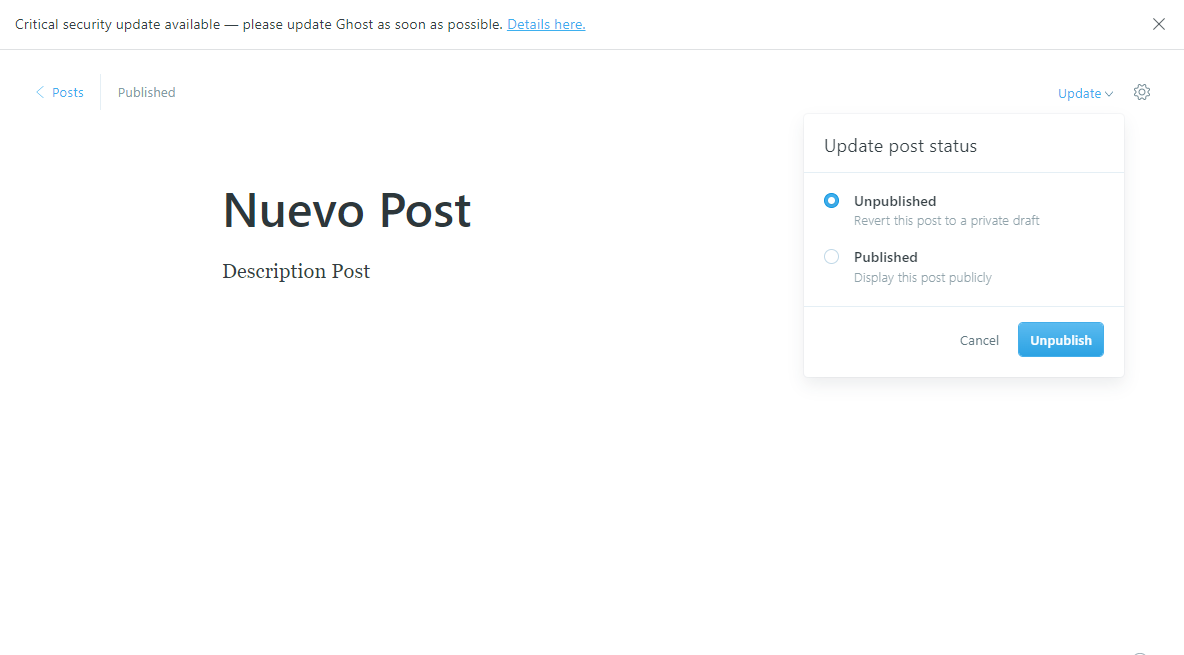 Critical security update available — please update Ghost as soon as possible. Details here.
Posts
Published
Update
Update post status
Unpublished
Revert this post to a private draft
Published
Display this post publicly
Cancel
Unpublish
Nuevo Post
Description Post